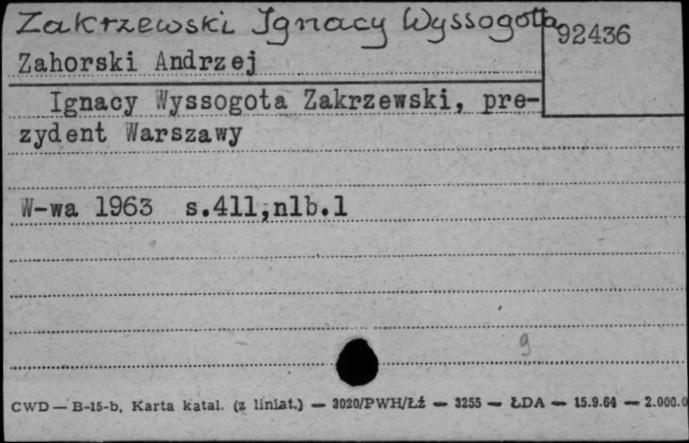 Zakrzewski Ignacy Wyssogota
92436
Zahorski Andrzej
Ignacy Wyssogota Zakrzewski, pre-
zydent Warszawy
W-wa 1963 s.411,nlb.1
9
CWD — B-15-b, Karta katal. (z liniat.) — 3020/PWH/Łź — 3255 — ŁDA — 15.9.64 — 2.000.0